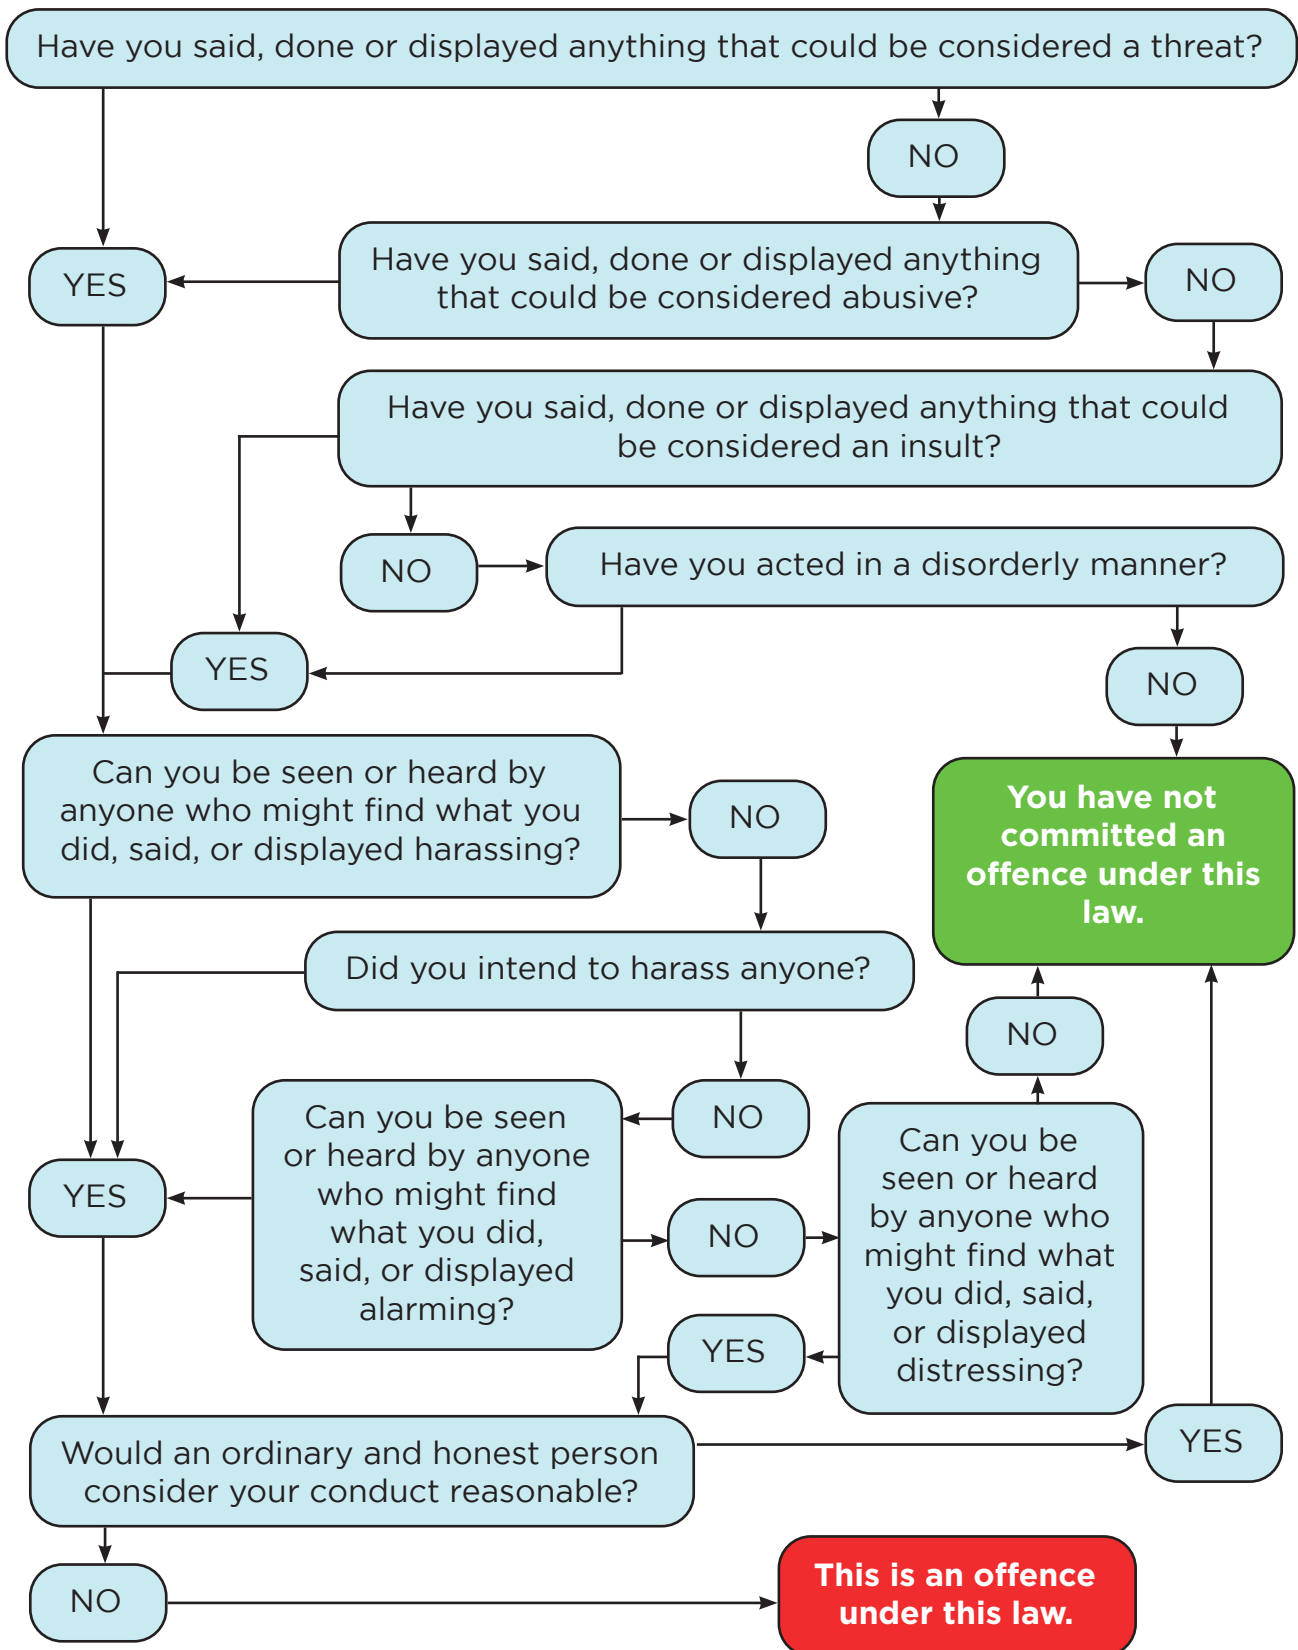 Have you said, done or displayed anything that could be considered a threat?
NO
YES
Have you said, done or displayed anything
that could be considered abusive?
NO
Have you said, done or displayed anything that could
be considered an insult?
NO
Have you acted in a disorderly manner?
YES
NO
Can you be seen or heard by
anyone who might find what you
did, said, or displayed harassing?
NO
You have not
committed an
offence under this
law.
Did you intend to harass anyone?
NO
NO
Can you be seen
or heard by anyone
who might find
what you did,
said, or displayed
alarming?
YES
NO
Can you be
seen or heard
by anyone who
might find what
you did, said,
or displayed
distressing?
YES
Would an ordinary and honest person
consider your conduct reasonable?
YES
NO
This is an offence
under this law.